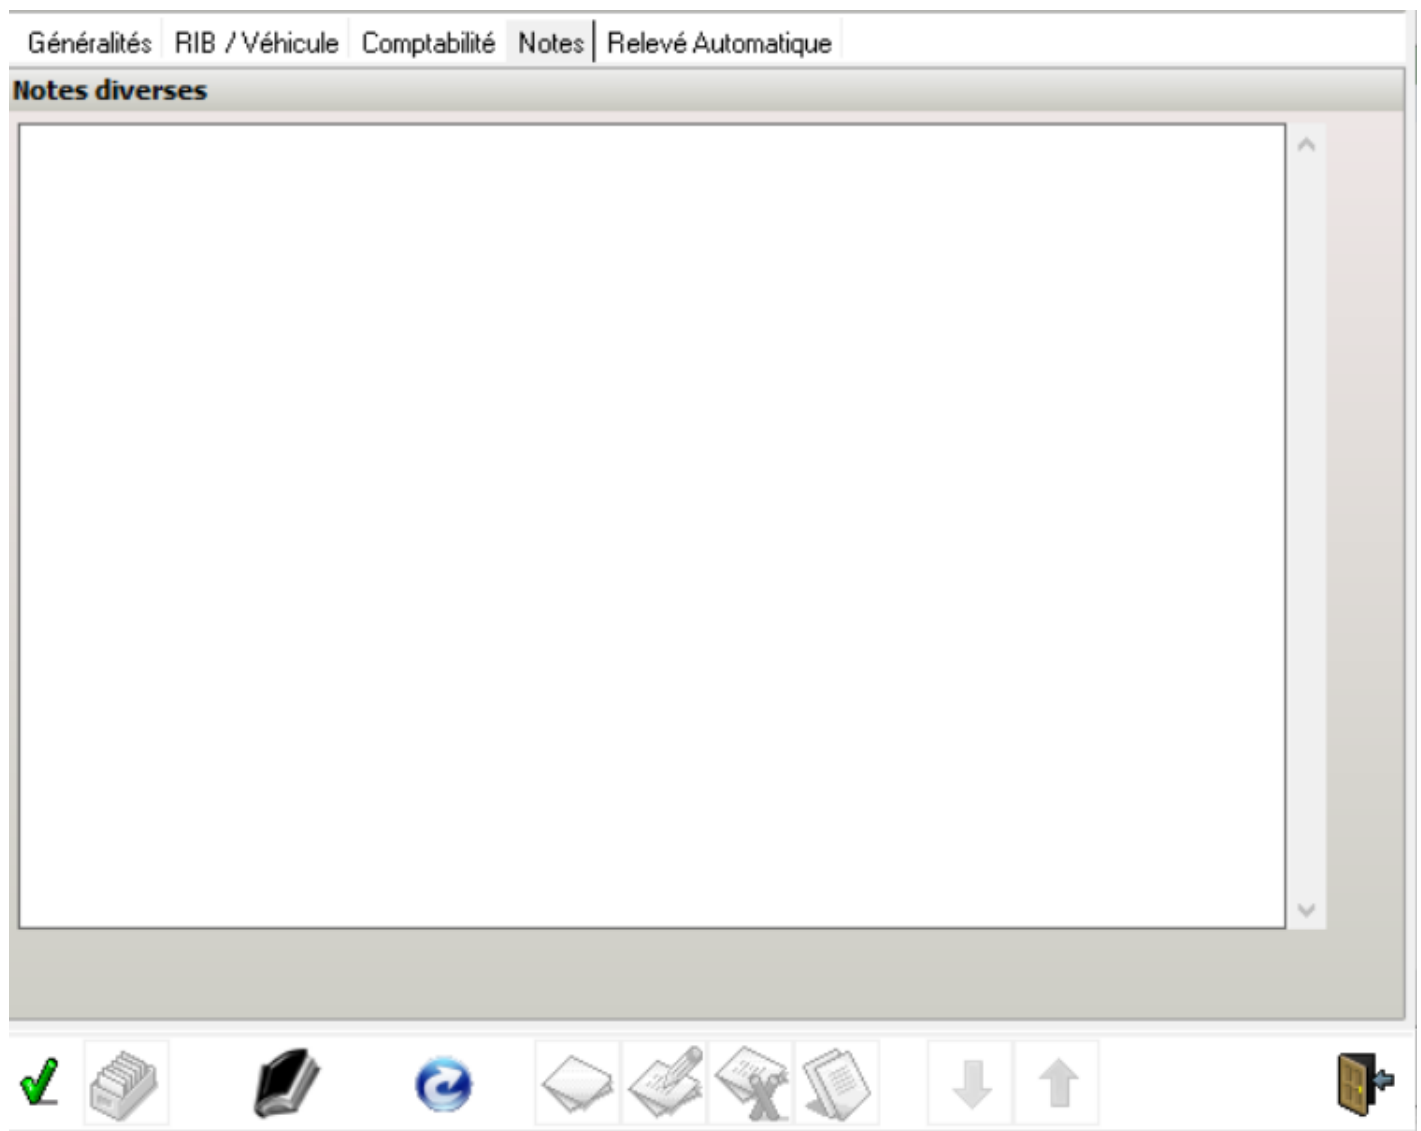 Généralités RIB / Véhicule Comptabilité Notes Relevé Automatique
Notes diverses